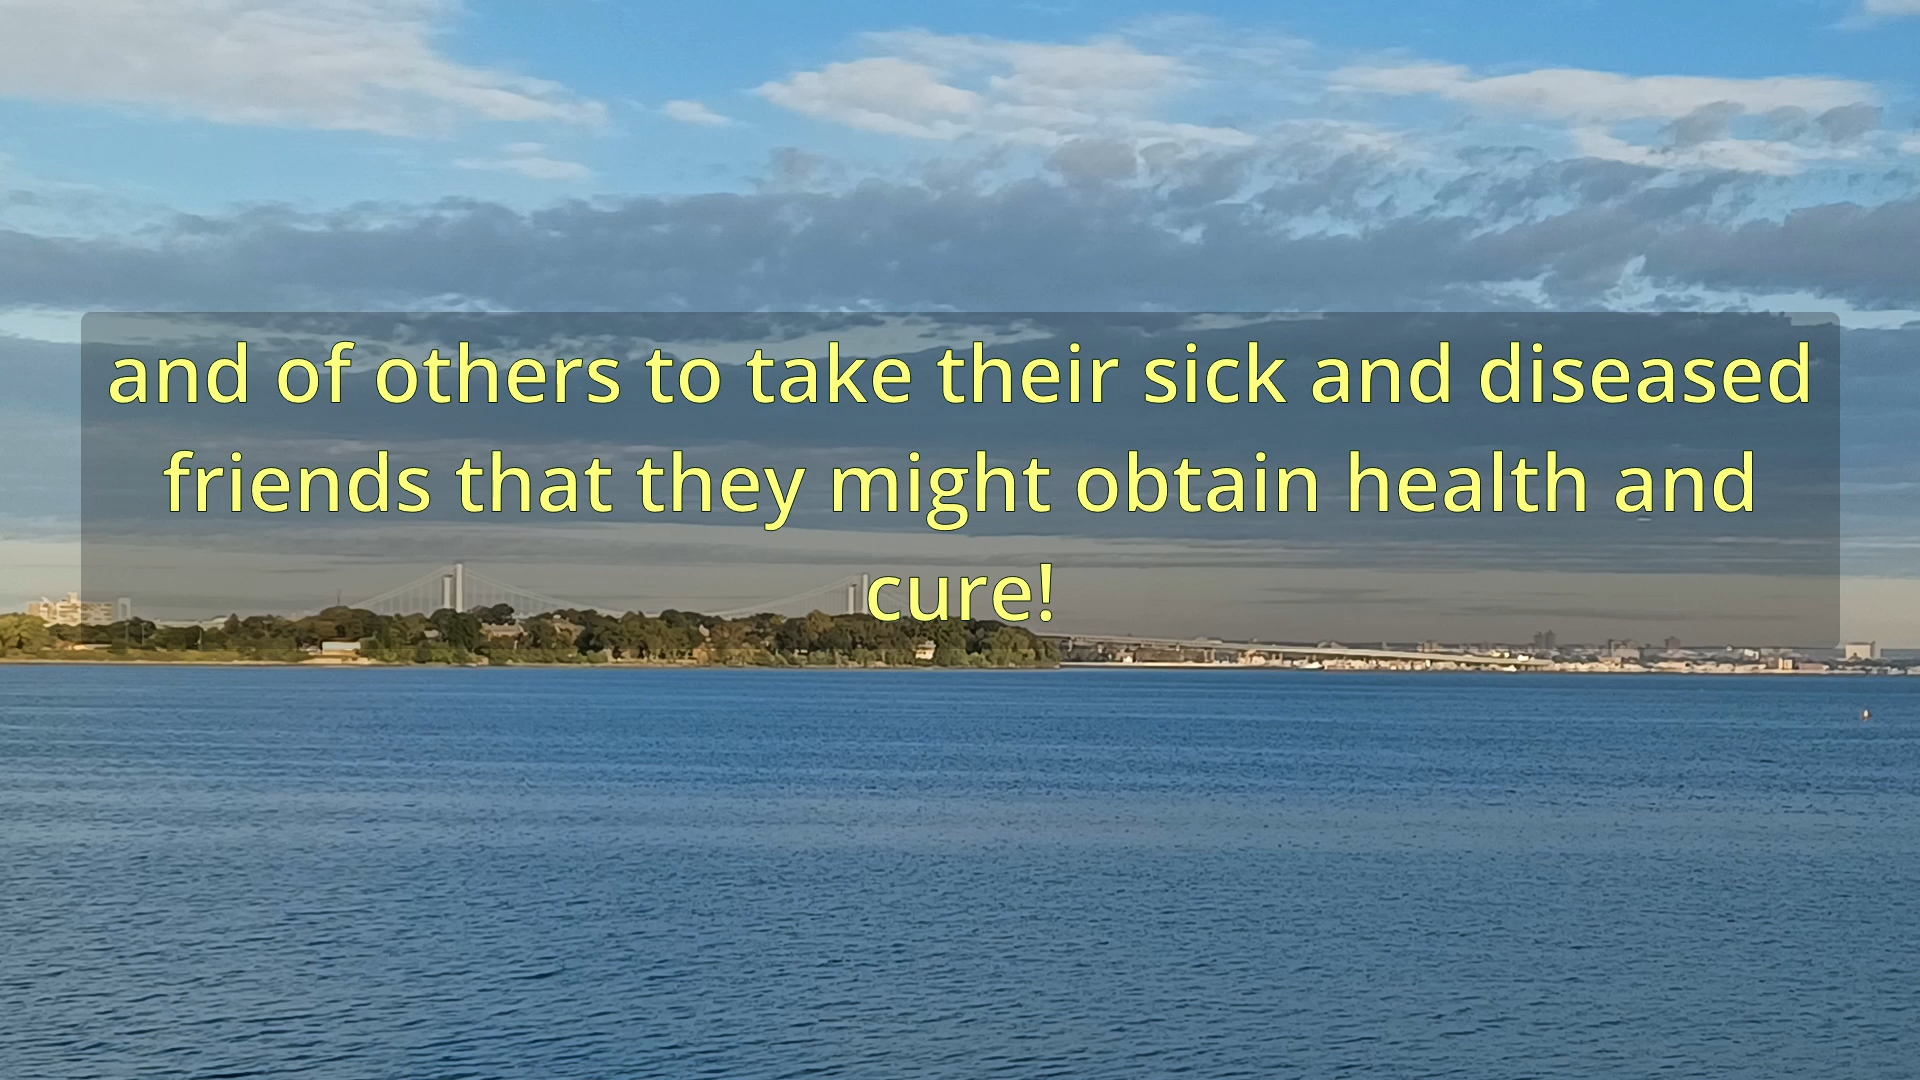 and of others to take their sick and diseased
friends that they might obtain health and
cure!